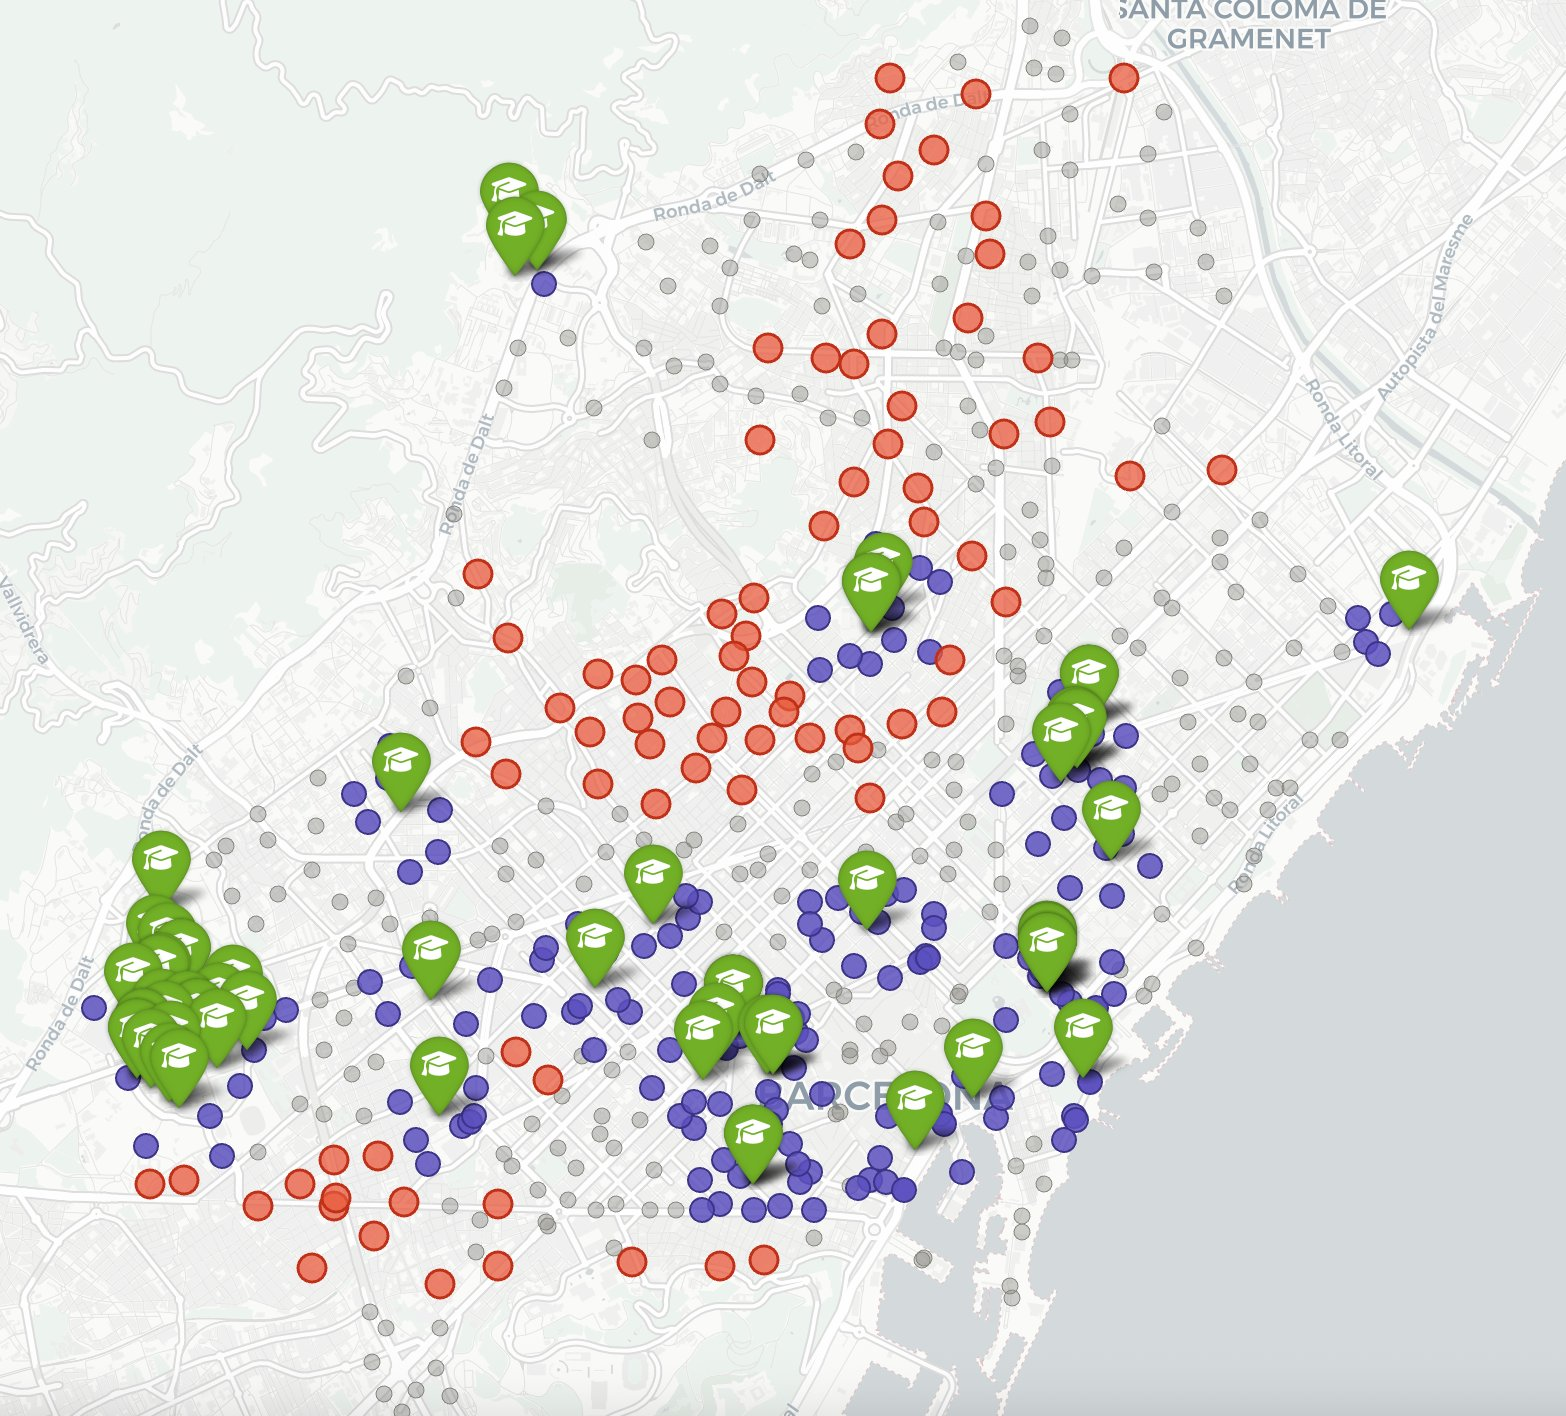 SANTA COLOMA DE
GRAMENET
Ronda de Dalt
Ronda de Dalt
Autopista del Maresme
Ronda Litoral
Ronda de Dalt
Vallvidrera
Ronda de Dalt
Ronda Litoral
Ronda de Dalt
BARCELONA